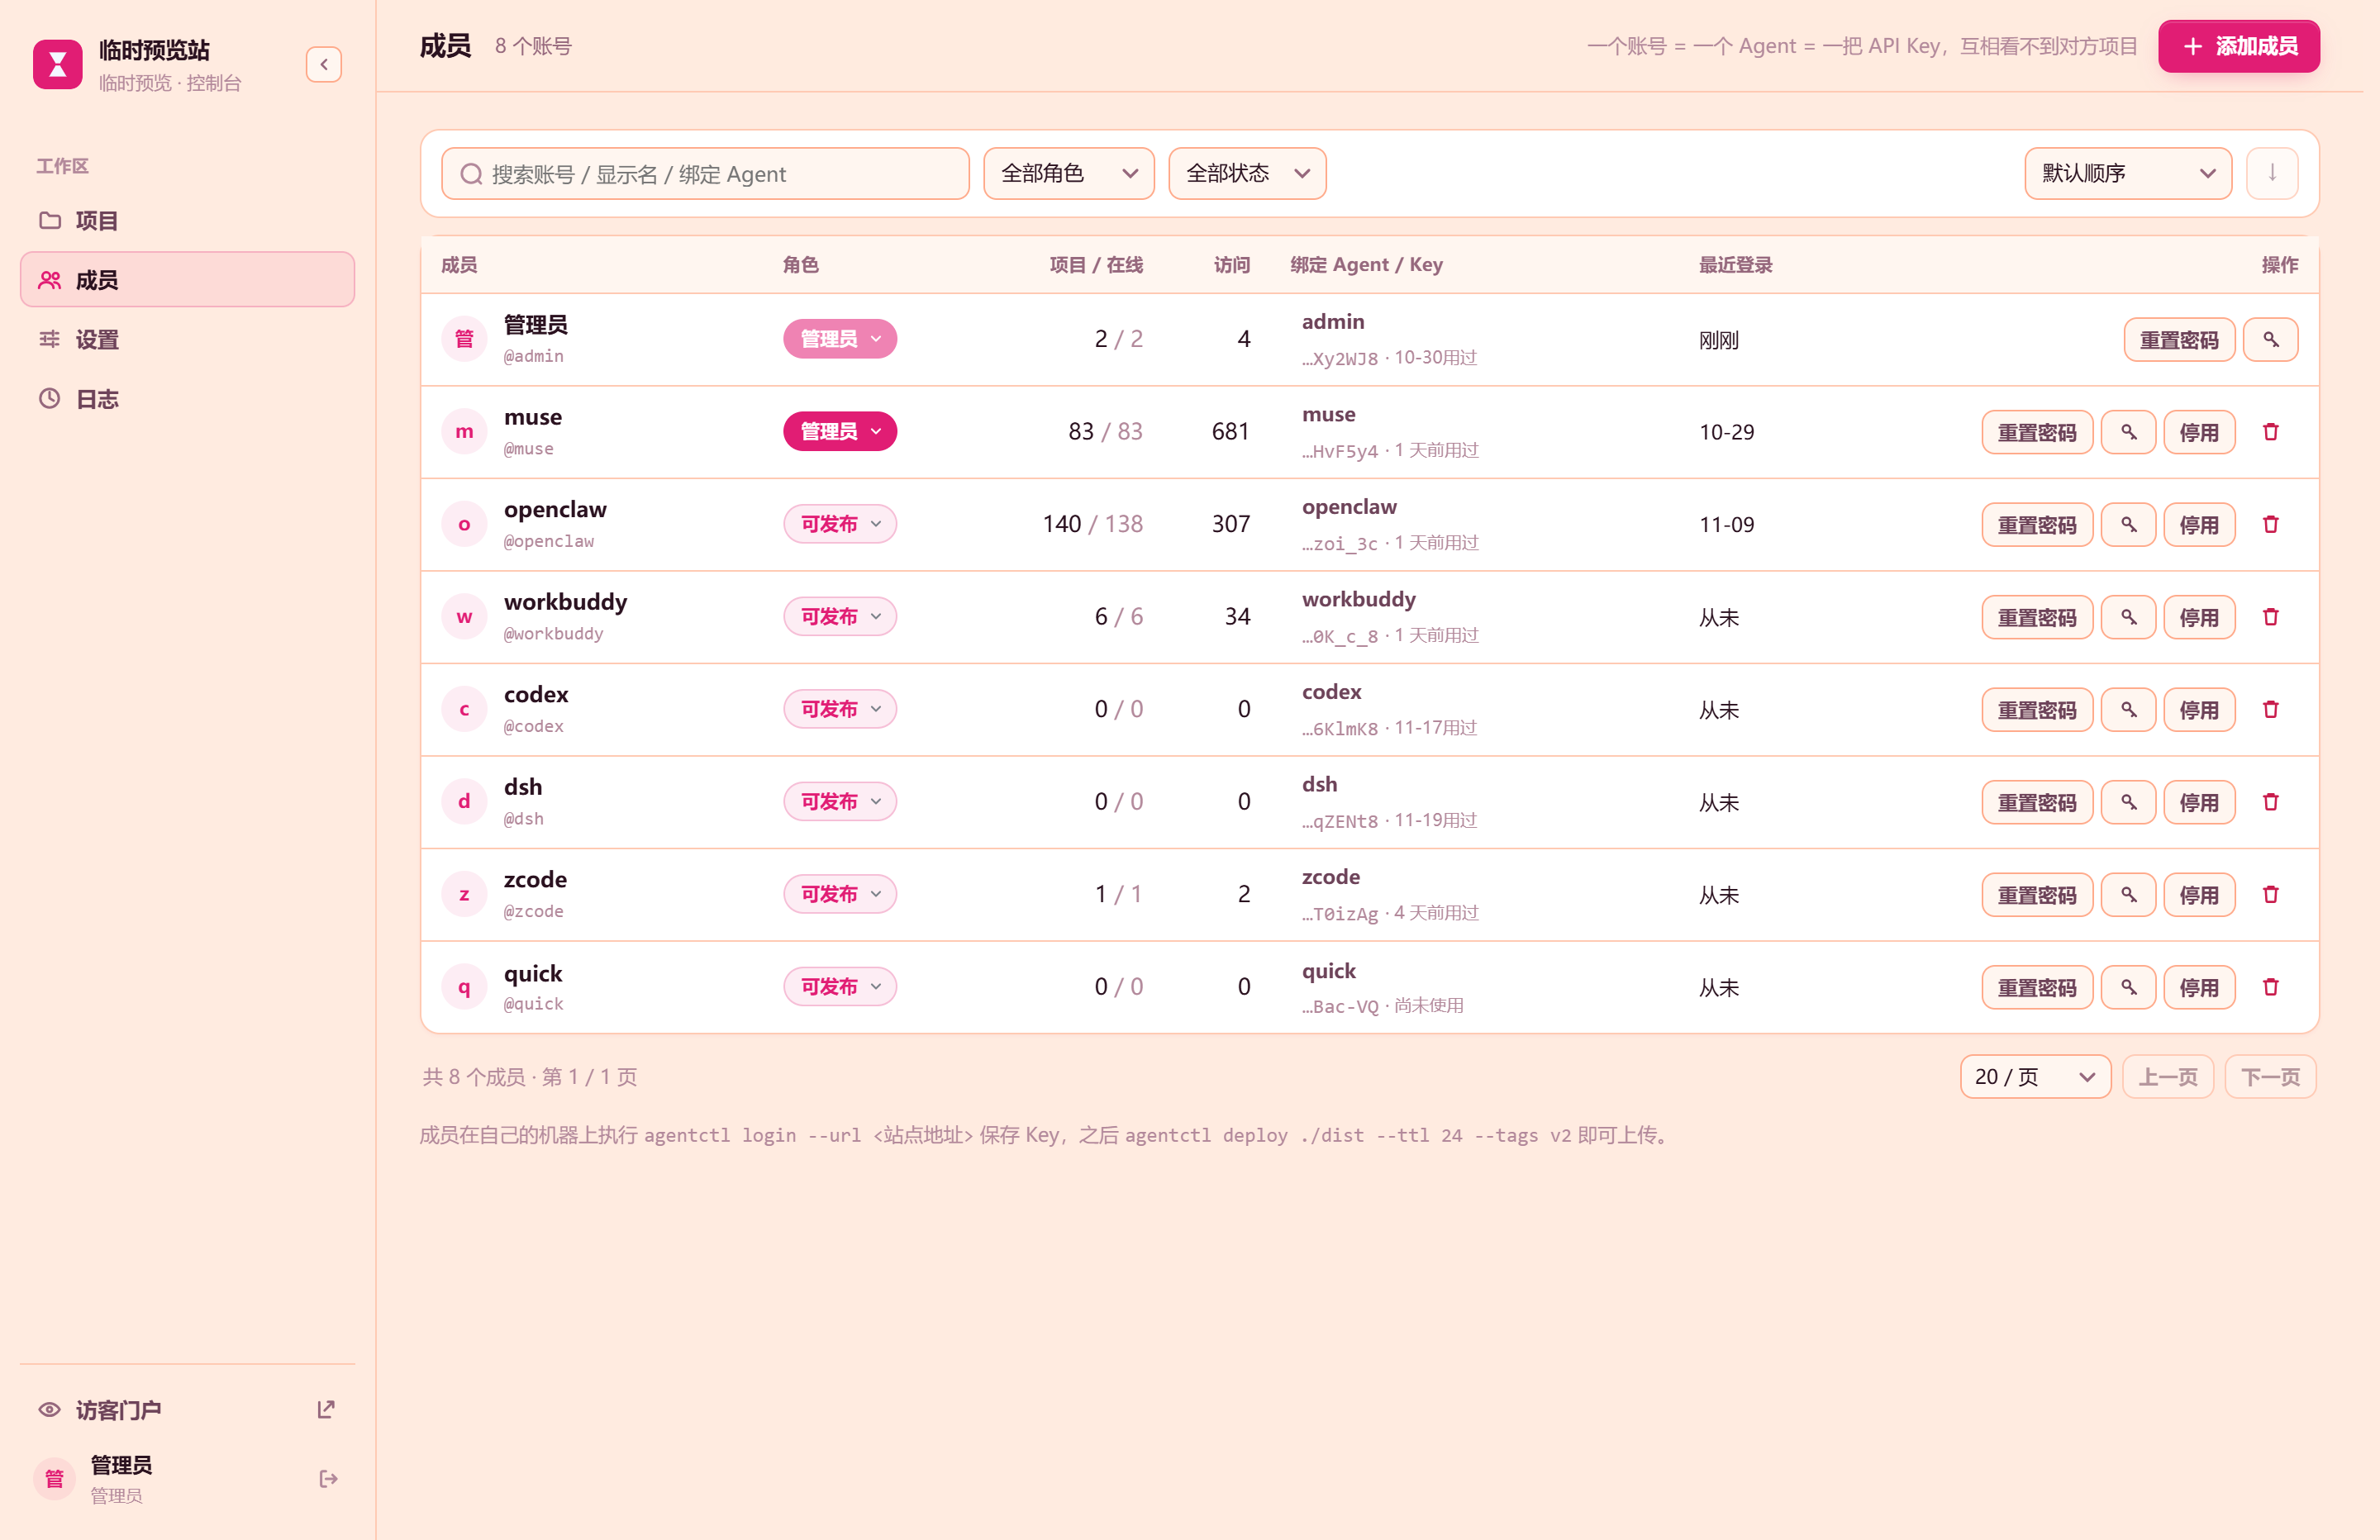 临时预览站
临时预览 · 控制台
工作区
项目
成员
设置
日志
访客门户
管
管理员
管理员
成员 8 个账号
一个账号 = 一个 Agent = 一把 API Key，互相看不到对方项目
添加成员
搜索账号 / 显示名 / 绑定 Agent
全部角色
全部状态
默认顺序
成员 角色 项目 / 在线 访问 绑定 Agent / Key 最近登录 操作
管 管理员 @admin 管理员 2 / 2 4 admin …Xy2WJ8 · 10-30用过 刚刚 重置密码
m muse @muse 管理员 83 / 83 681 muse …HvF5y4 · 1 天前用过 10-29 重置密码 停用
o openclaw @openclaw 可发布 140 / 138 307 openclaw …zoi_3c · 1 天前用过 11-09 重置密码 停用
w workbuddy @workbuddy 可发布 6 / 6 34 workbuddy …0K_c_8 · 1 天前用过 从未 重置密码 停用
c codex @codex 可发布 0 / 0 0 codex …6KlmK8 · 11-17用过 从未 重置密码 停用
d dsh @dsh 可发布 0 / 0 0 dsh …qZENt8 · 11-19用过 从未 重置密码 停用
z zcode @zcode 可发布 1 / 1 2 zcode …T0izAg · 4 天前用过 从未 重置密码 停用
q quick @quick 可发布 0 / 0 0 quick …Bac-VQ · 尚未使用 从未 重置密码 停用
共 8 个成员 · 第 1 / 1 页
20 / 页
上一页
下一页
成员在自己的机器上执行 agentctl login --url <站点地址> 保存 Key，之后 agentctl deploy ./dist --ttl 24 --tags v2 即可上传。